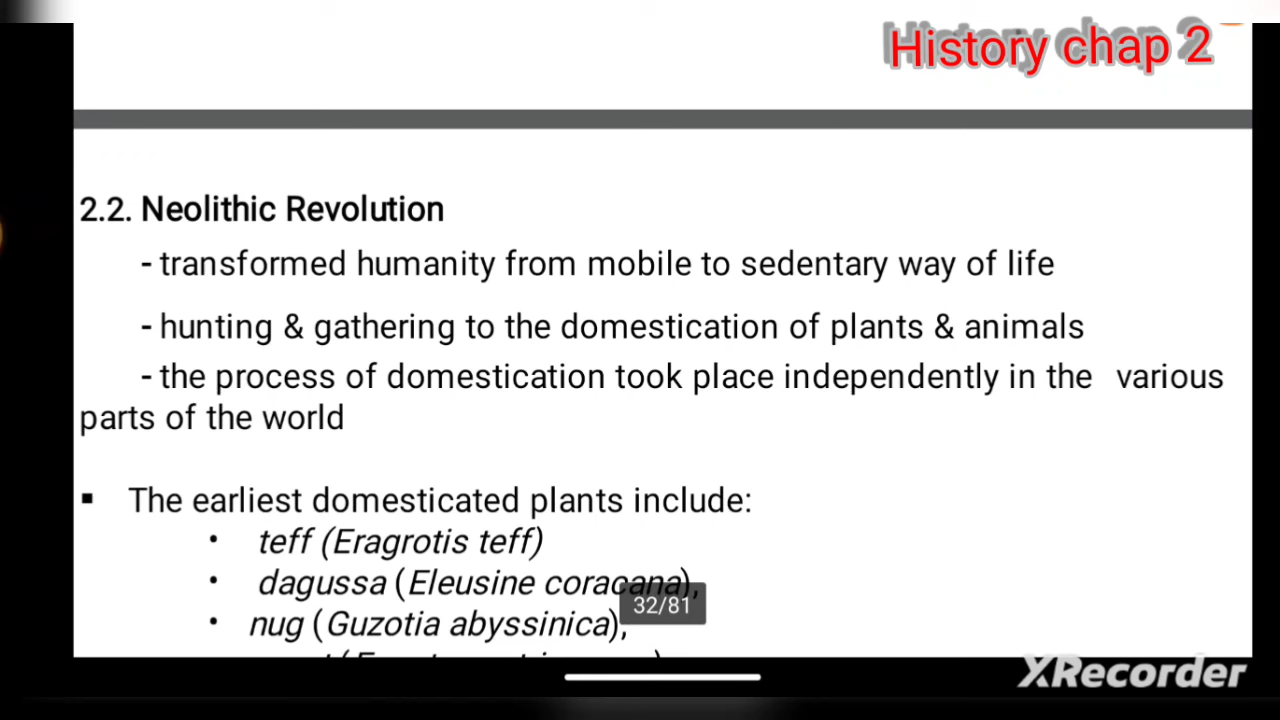 History chap 2
2.2. Neolithic Revolution
- transformed humanity from mobile to sedentary way of life
- hunting & gathering to the domestication of plants & animals
- the process of domestication took place independently in the various
parts of the world
▪ The earliest domesticated plants include:
• teff (Eragrotis teff)
• dagussa (Eleusine coracana),
• nug (Guzotia abyssinica),
32/81
XRecorder